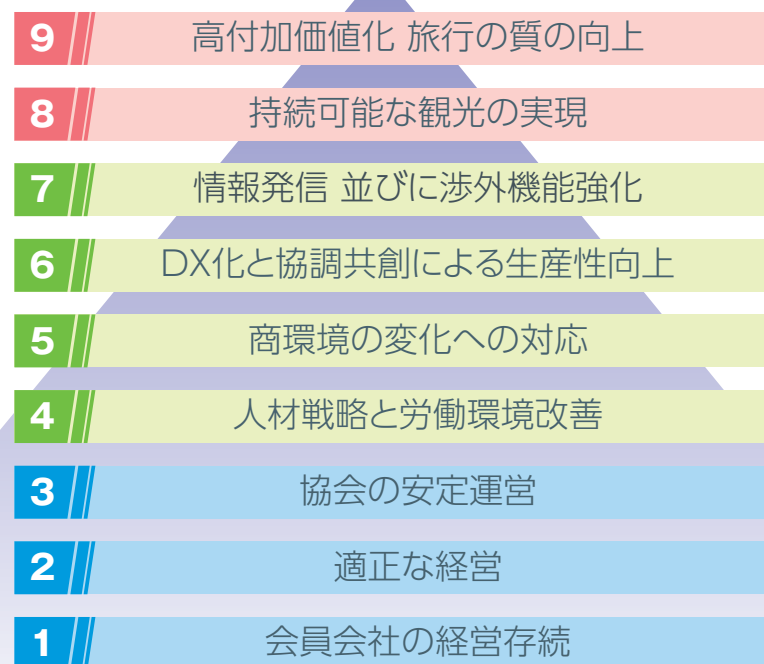 9 高付加価値化 旅行の質の向上
8 持続可能な観光の実現
7 情報発信 並びに渉外機能強化
6 DX化と協調共創による生産性向上
5 商環境の変化への対応
4 人材戦略と労働環境改善
3 協会の安定運営
2 適正な経営
1 会員会社の経営存続